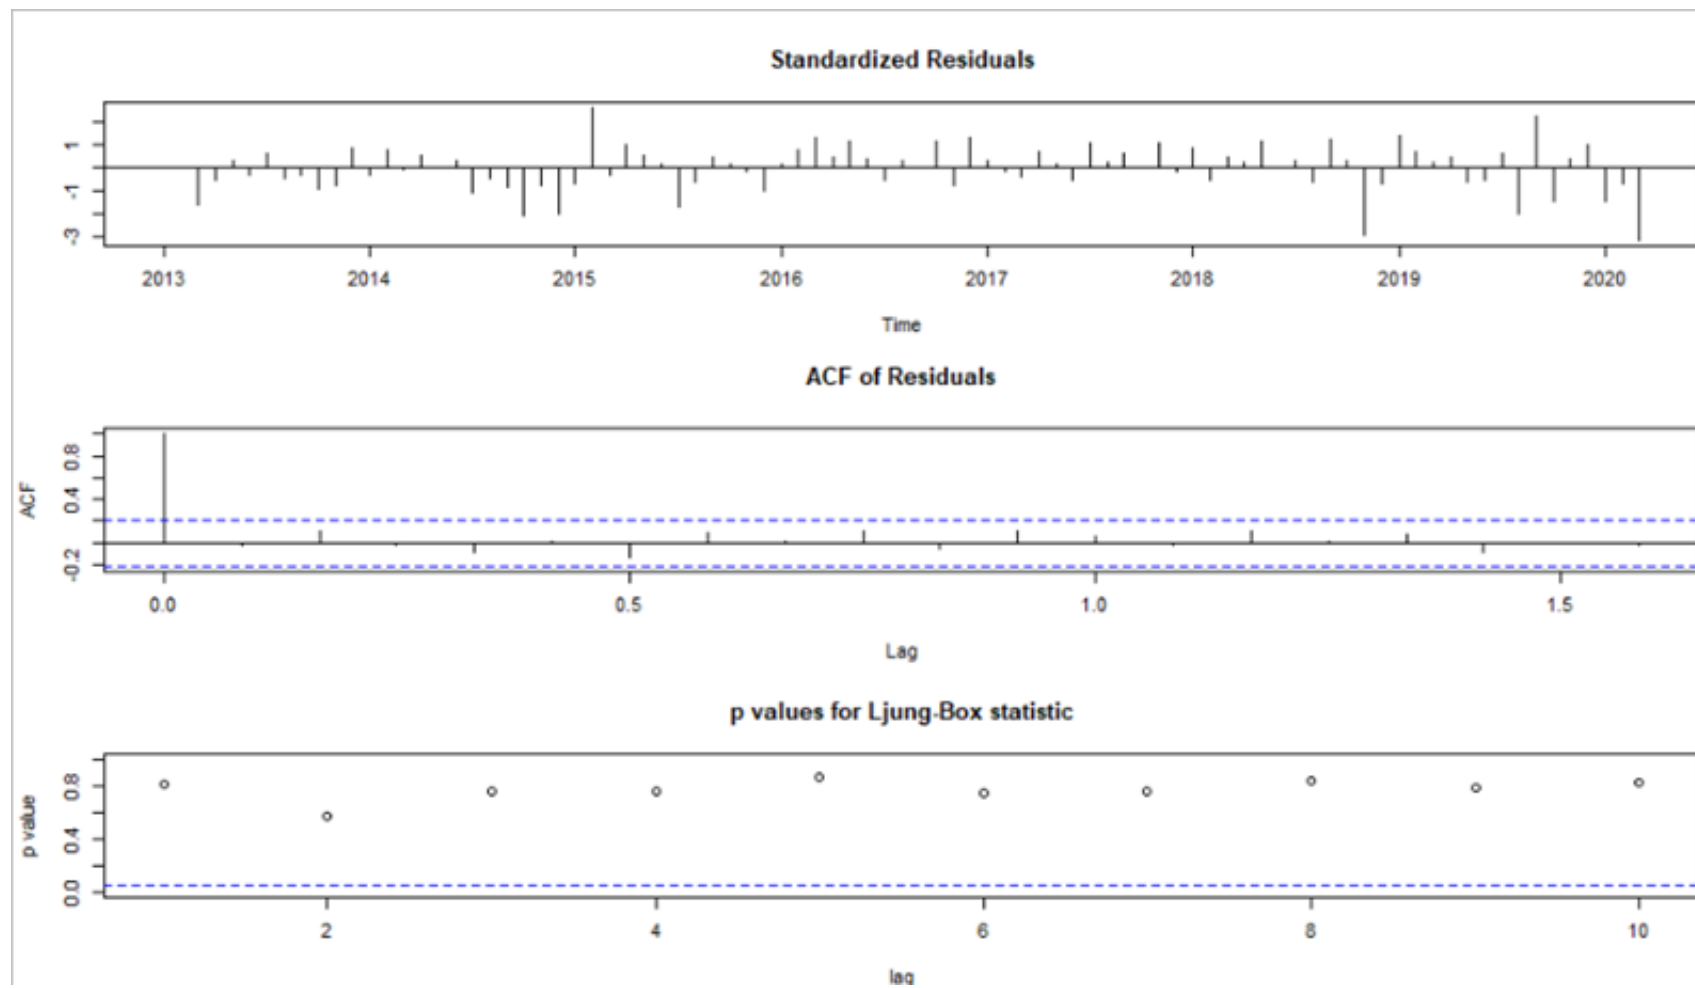 Standardized Residuals
1
-1
-3
2013 2014 2015 2016 2017 2018 2019 2020
Time
ACF of Residuals
ACF
0.8
0.4
-0.2
0.0 0.5 1.0 1.5
Lag
p values for Ljung-Box statistic
p value
0.8
0.4
0.0
2 4 6 8 10
lag